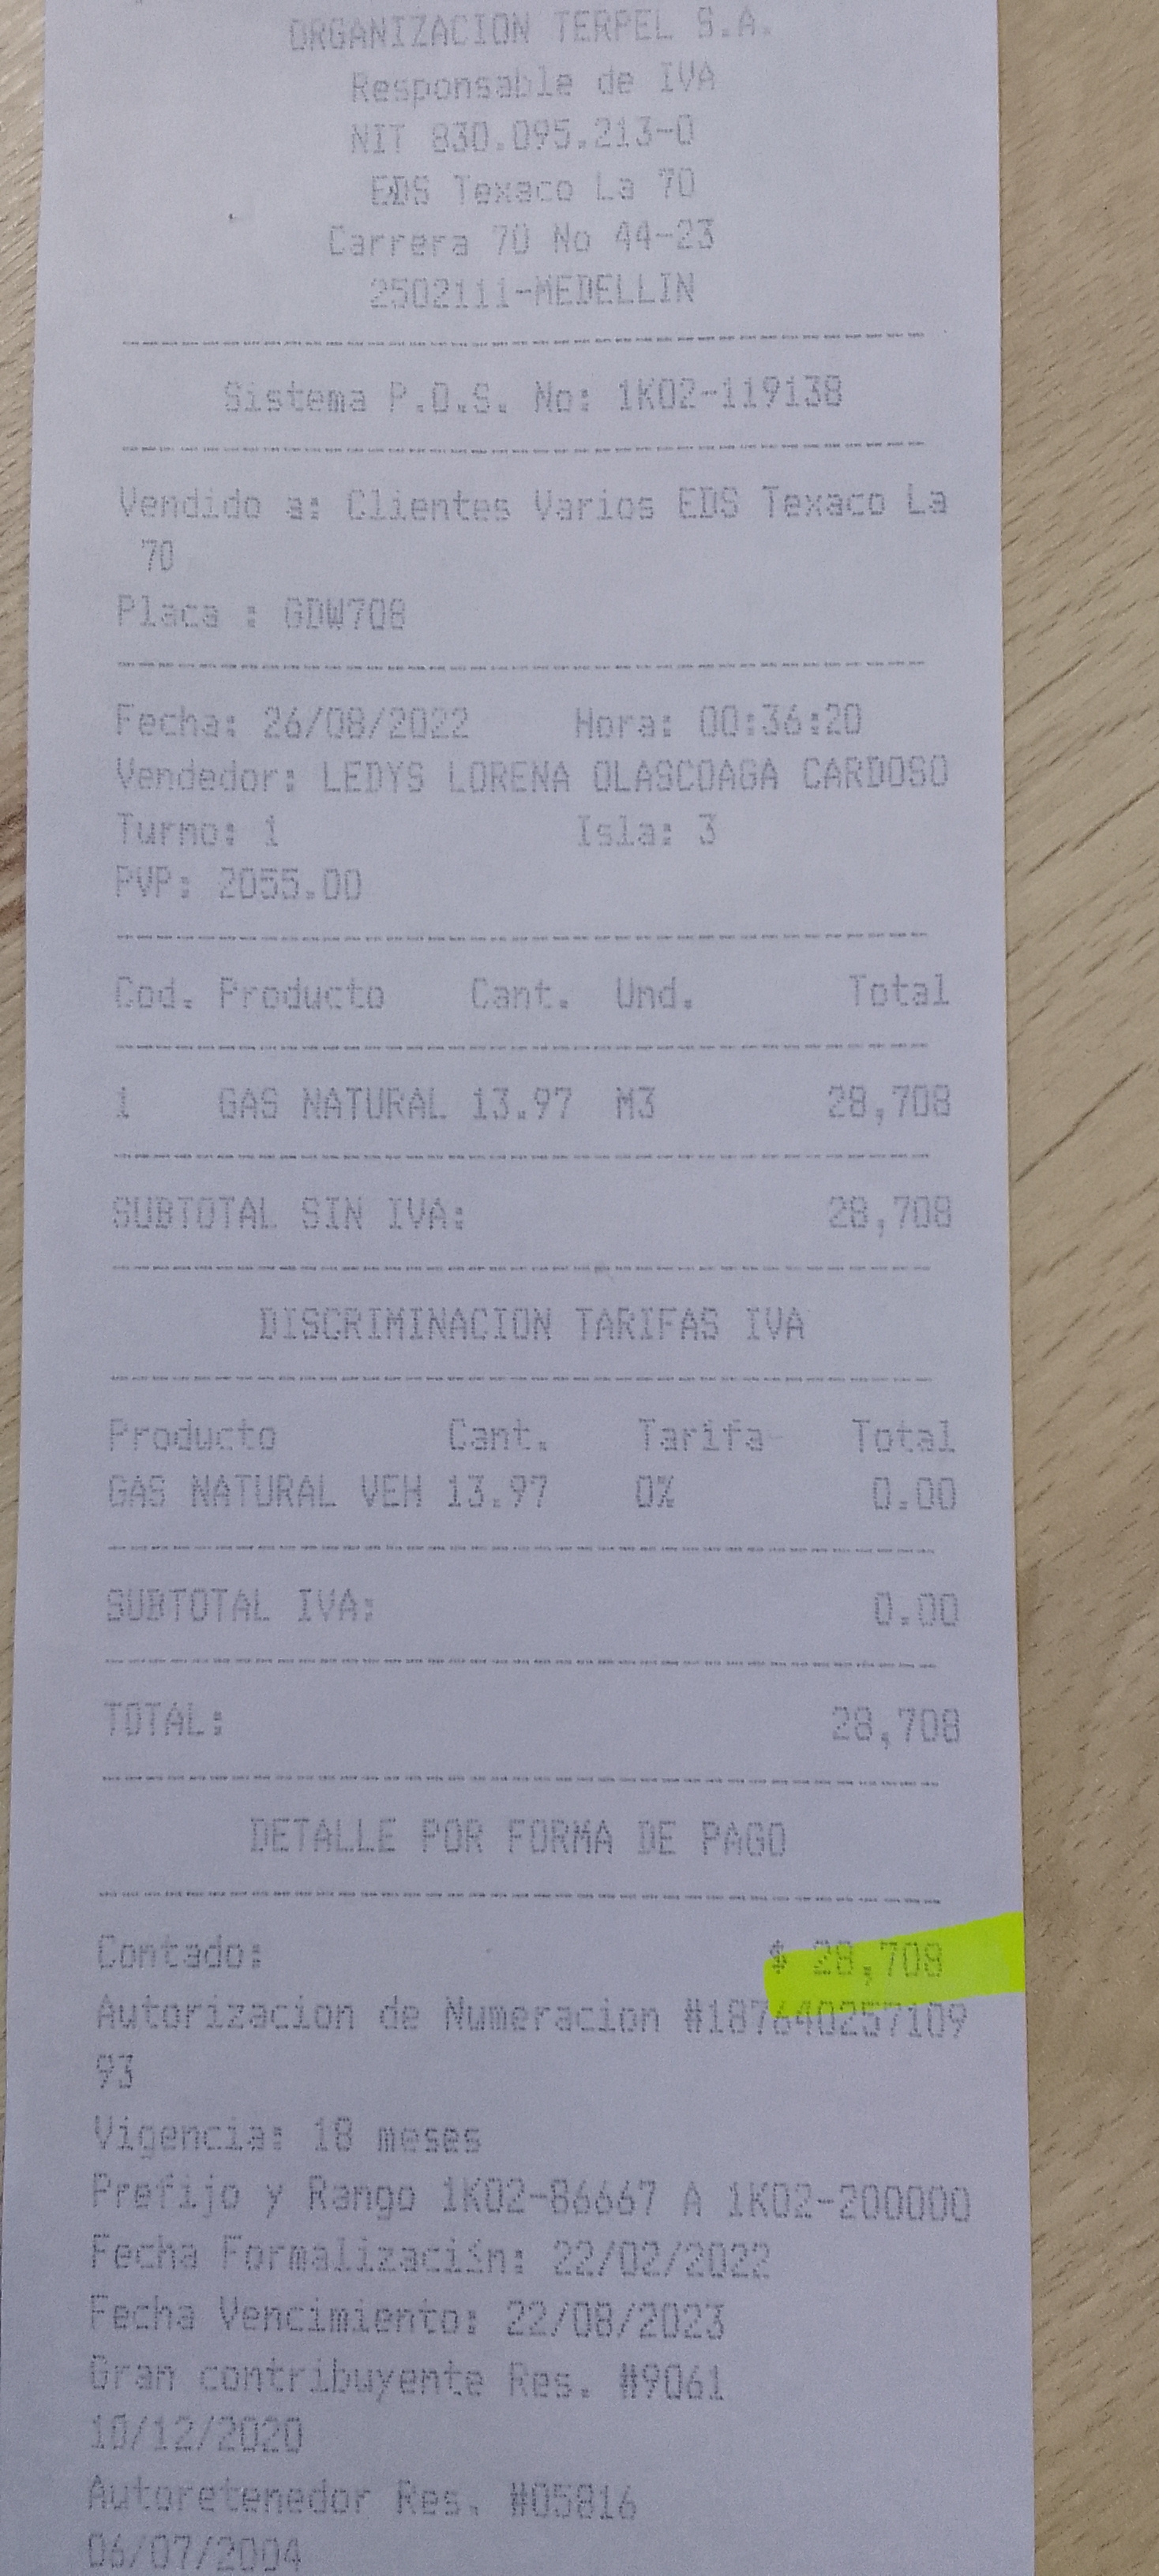 ORGANIZACION TERPEL S.A.
Responsable de IVA
NIT 830.095.213-0
EDS Texaco La 70
Carrera 70 No 44-23
2502111-MEDELLIN
Sistema P.O.S. No: 1K02-119138
Vendido a: Clientes Varios EDS Texaco La
70
Placa : GDW708
Fecha: 26/08/2022 Hora: 00:36:20
Vendedor: LEDYS LORENA OLASCOAGA CARDOSO
Turno: 1 Isla: 3
PVP: 2055.00
Cod. Producto Cant. Und. Total
1 GAS NATURAL 13.97 M3 28,708
SUBTOTAL SIN IVA: 28,708
DISCRIMINACION TARIFAS IVA
Producto Cant. Tarifa Total
GAS NATURAL VEH 13.97 0% 0.00
SUBTOTAL IVA: 0.00
TOTAL: 28,708
DETALLE POR FORMA DE PAGO
Contado: $ 28,708
Autorizacion de Numeracion #187640257109
93
Vigencia: 18 meses
Prefijo y Rango 1K02-86667 A 1K02-200000
Fecha Formalizaciśn: 22/02/2022
Fecha Vencimiento: 22/08/2023
Gran contribuyente Res. #9061
10/12/2020
Autoretenedor Res. #05816
06/07/2004